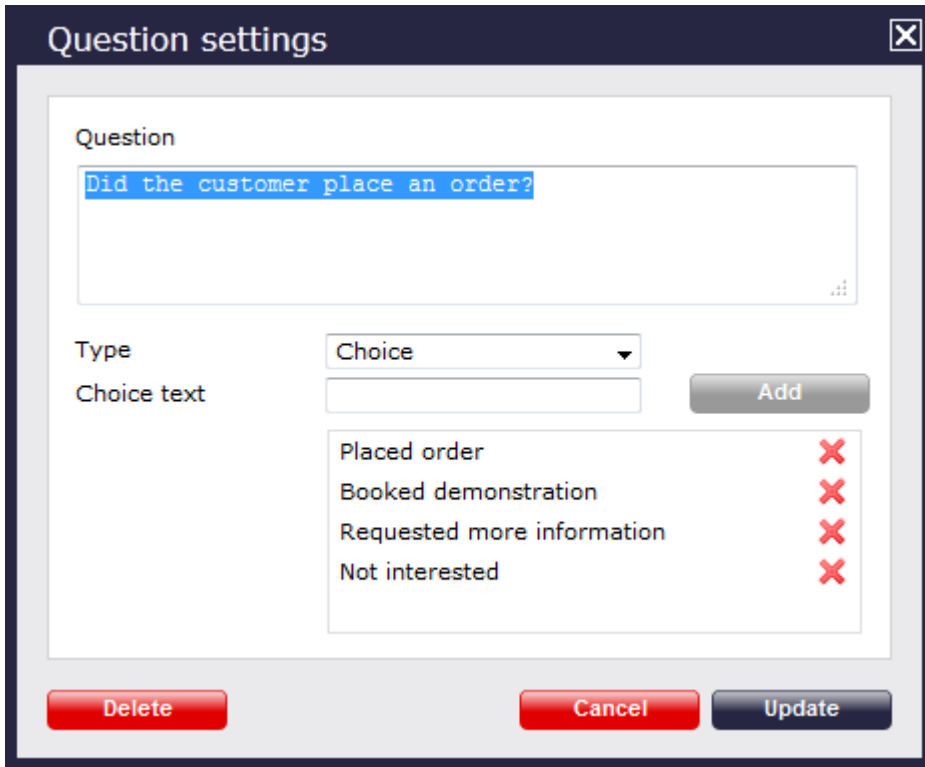 Question settings
Question
Did the customer place an order?
Type
Choice
Choice text
Add
Placed order
Booked demonstration
Requested more information
Not interested
Delete
Cancel
Update